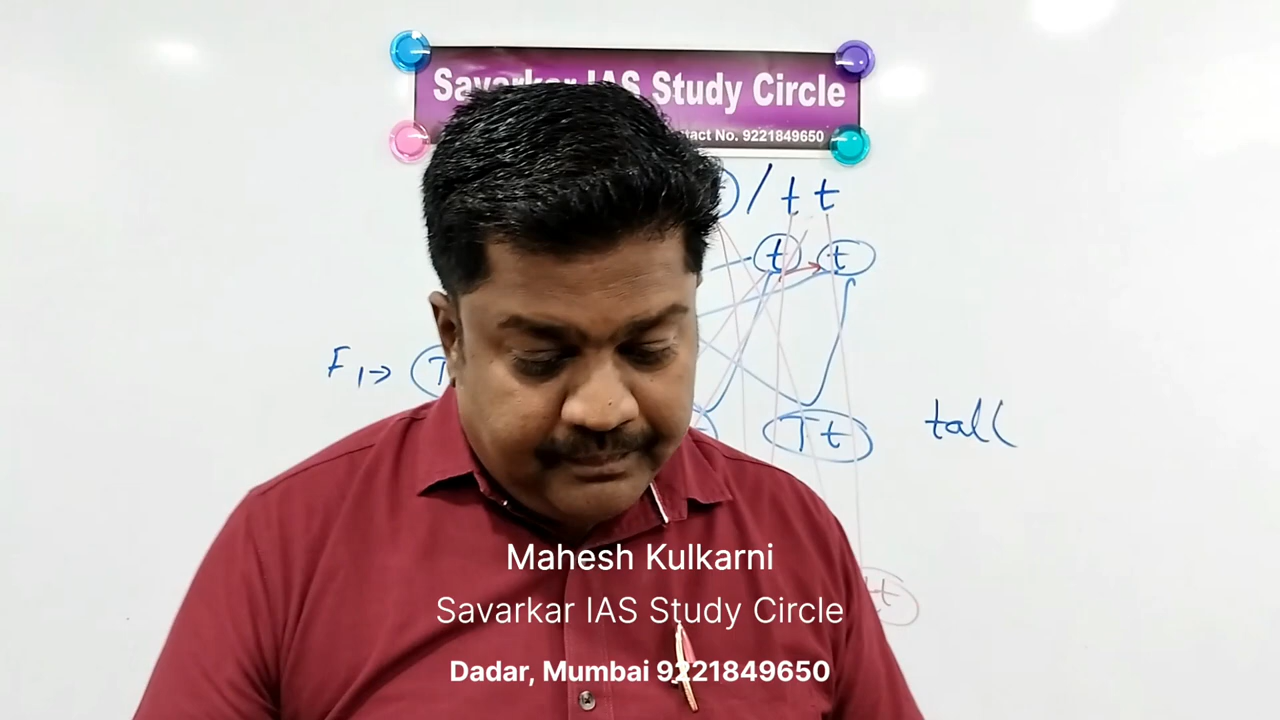 Savarkar IAS Study Circle
Contact No. 9221849650
/ t t
t t
F1→ T
Tt tall
Mahesh Kulkarni
Savarkar IAS Study Circle
Dadar, Mumbai 9221849650